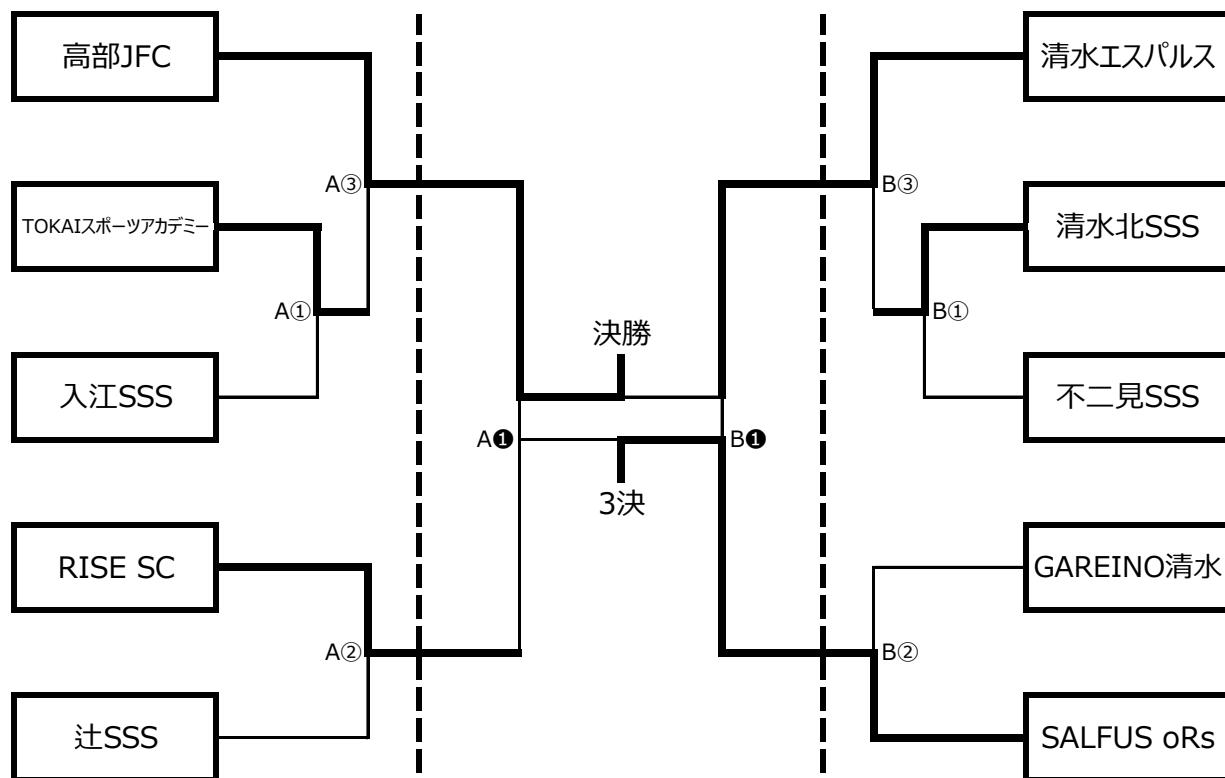 高部JFC
清水エスパルス
A③
B③
TOKAIスポーツアカデミー
清水北SSS
A①
B①
決勝
入江SSS
不二見SSS
A❶
B❶
3決
RISE SC
GAREINO清水
A②
B②
辻SSS
SALFUS oRs